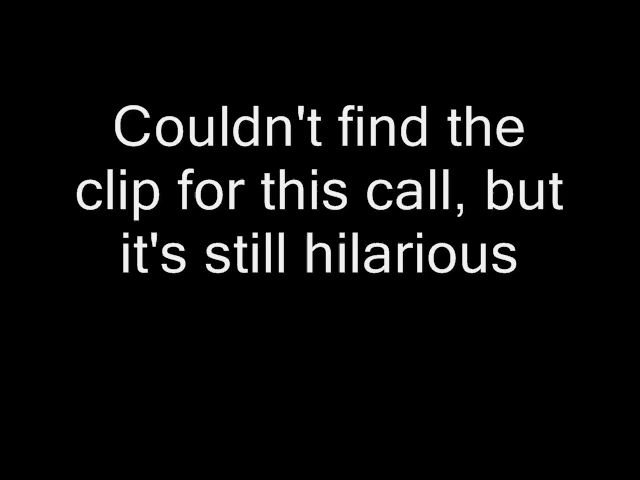 Couldn't find the
clip for this call, but
it's still hilarious